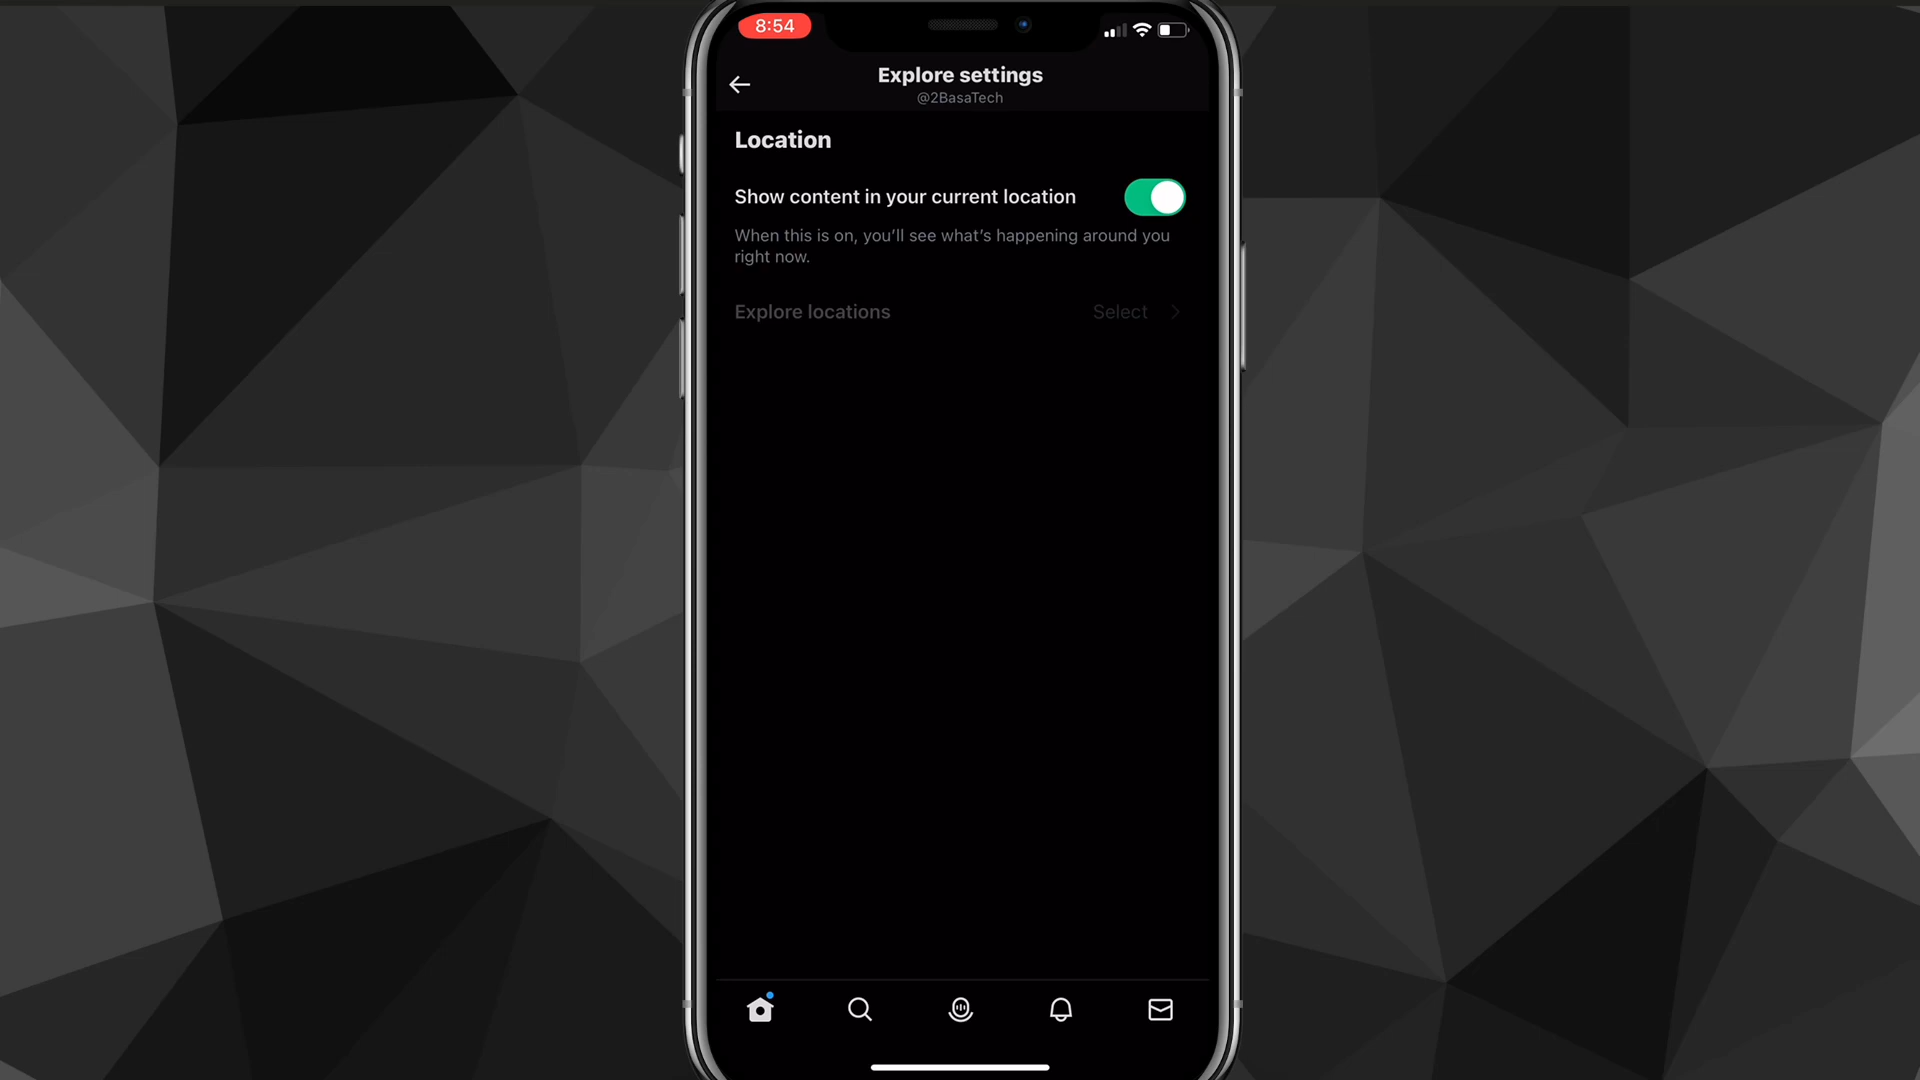 8:54
Explore settings
@2BasaTech
Location
Show content in your current location
When this is on, you’ll see what’s happening around you
right now.
Explore locations Select